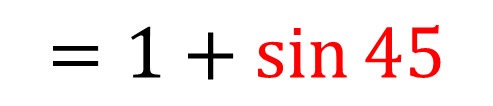 = 1 + sin 45